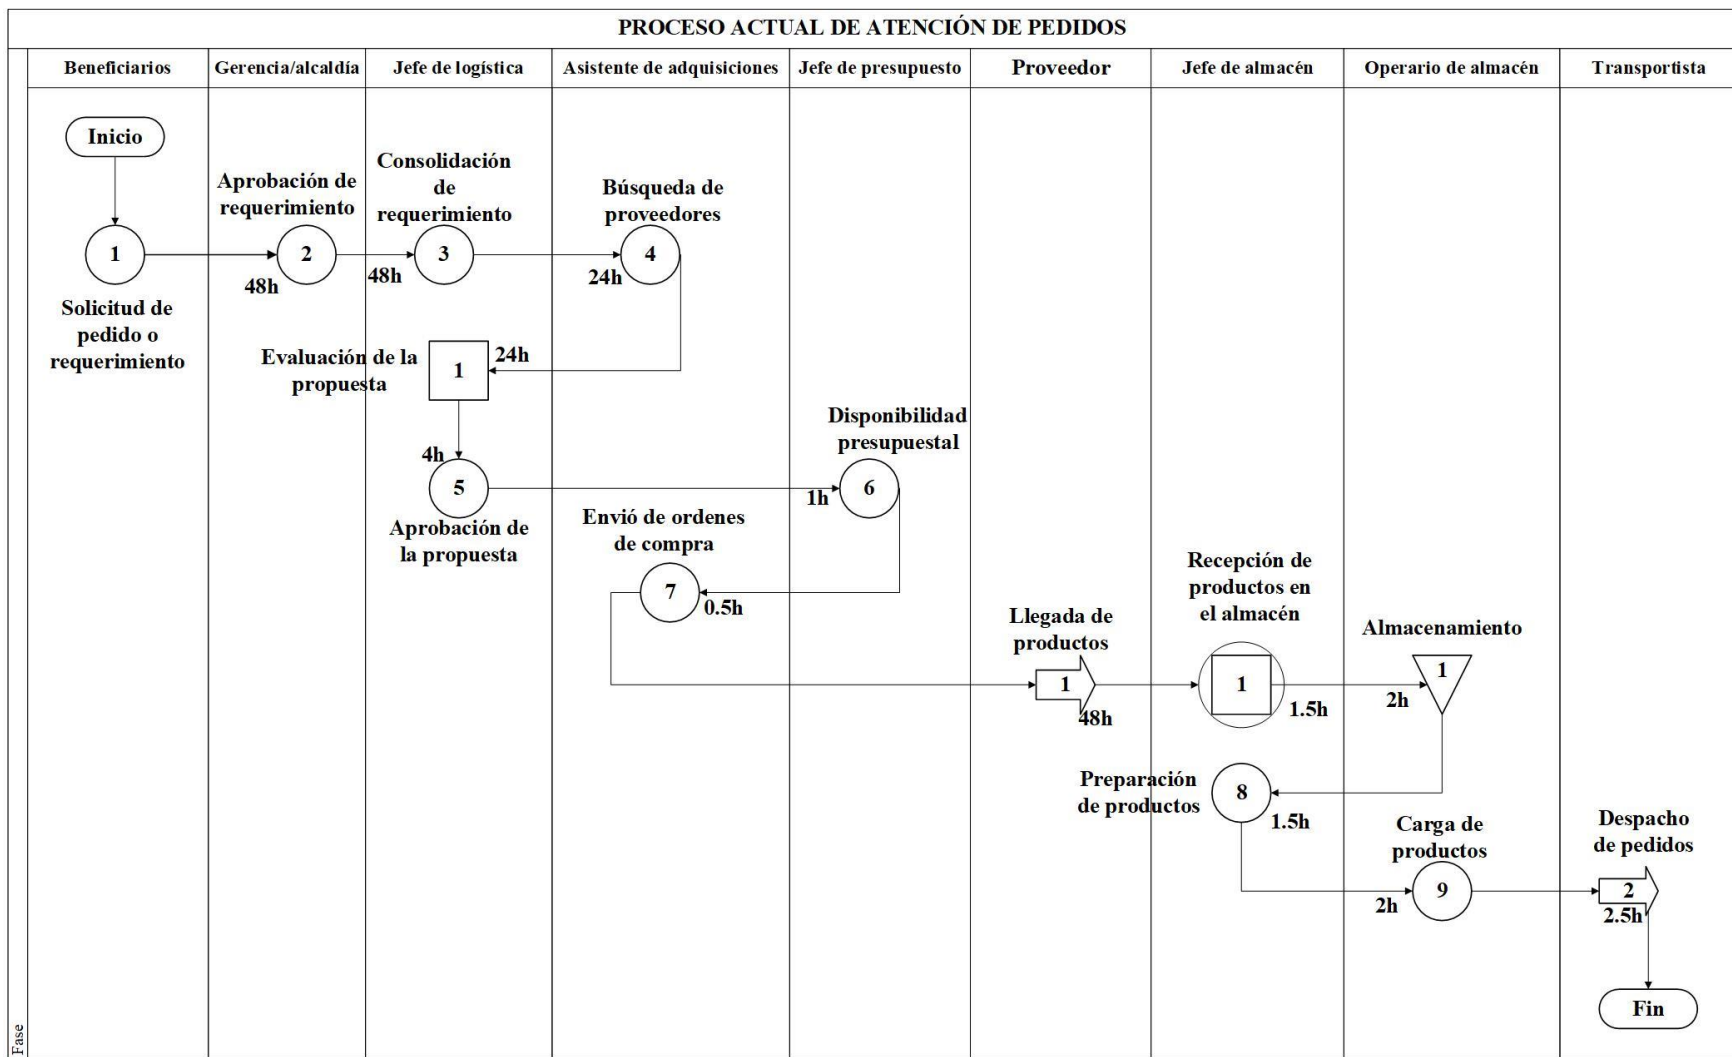 PROCESO ACTUAL DE ATENCIÓN DE PEDIDOS
Beneficiarios
Gerencia/alcaldía
Jefe de logística
Asistente de adquisiciones
Jefe de presupuesto
Proveedor
Jefe de almacén
Operario de almacén
Transportista
Inicio
1
Solicitud de
pedido o
requerimiento
Aprobación de
requerimiento
2
48h
Consolidación
de
requerimiento
3
48h
Búsqueda de
proveedores
4
24h
Evaluación de la
propuesta
1
24h
4h
5
Aprobación de
la propuesta
Disponibilidad
presupuestal
6
1h
Envió de ordenes
de compra
7
0.5h
Llegada de
productos
1
48h
Recepción de
productos en
el almacén
1
1.5h
Almacenamiento
1
2h
Preparación
de productos
8
1.5h
Carga de
productos
9
2h
Despacho
de pedidos
2
2.5h
Fin
Fase